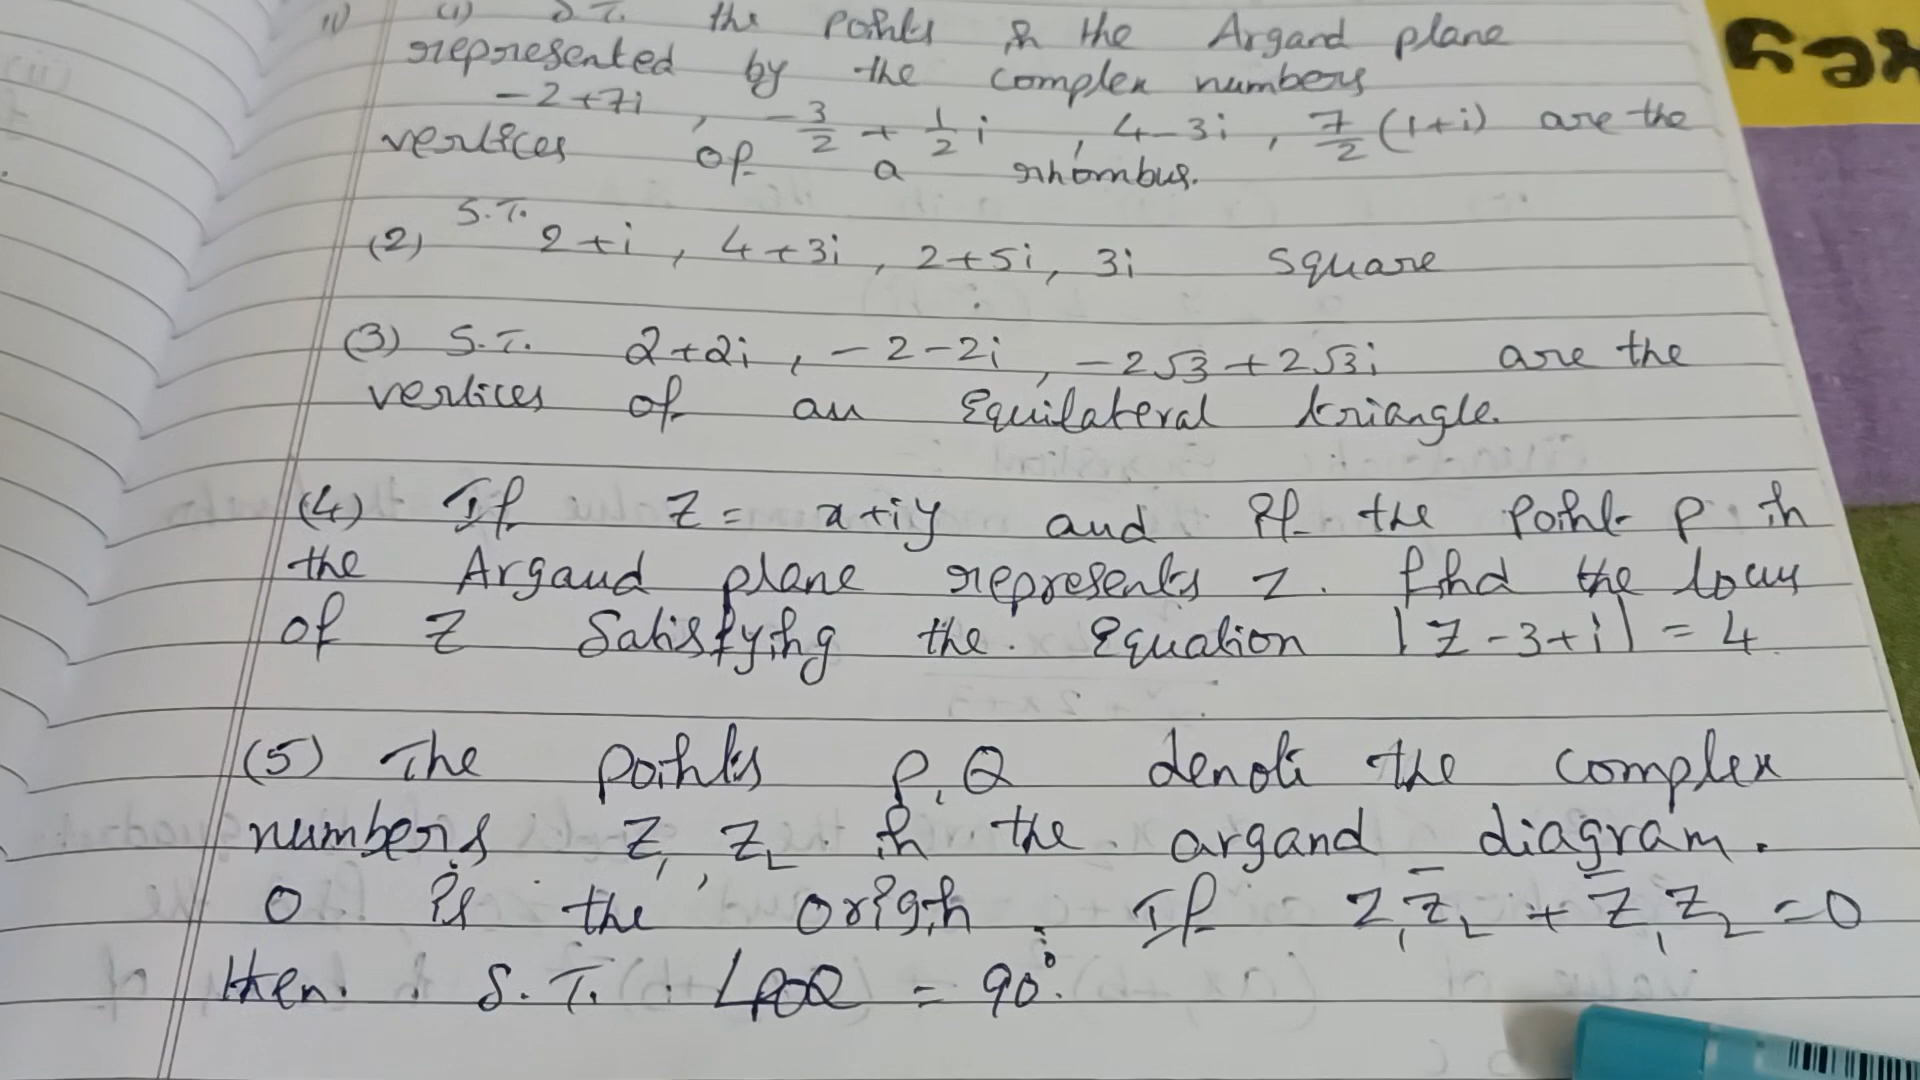 11) (1) S.T. the points in the Argand plane
represented by the complex numbers
-2+7i, -3/2 + 1/2 i, 4-3i, 7/2 (1+i) are the
vertices of a rhombus.
(2) S.T. 2+i, 4+3i, 2+5i, 3i square
(3) S.T. 2+2i, -2-2i, -2√3+2√3i are the
vertices of an Equilateral triangle.
(4) If z = x+iy and if the point P in
the Argand plane represents z. find the locus
of z Satisfying the Equation |z-3+i| = 4
(5) The points P, Q denote the complex
numbers z₁, z₂ in the argand diagram.
O is the origin. If z₁z̄₂ + z̄₁z₂ = 0
then. S.T. ∠POQ = 90°.